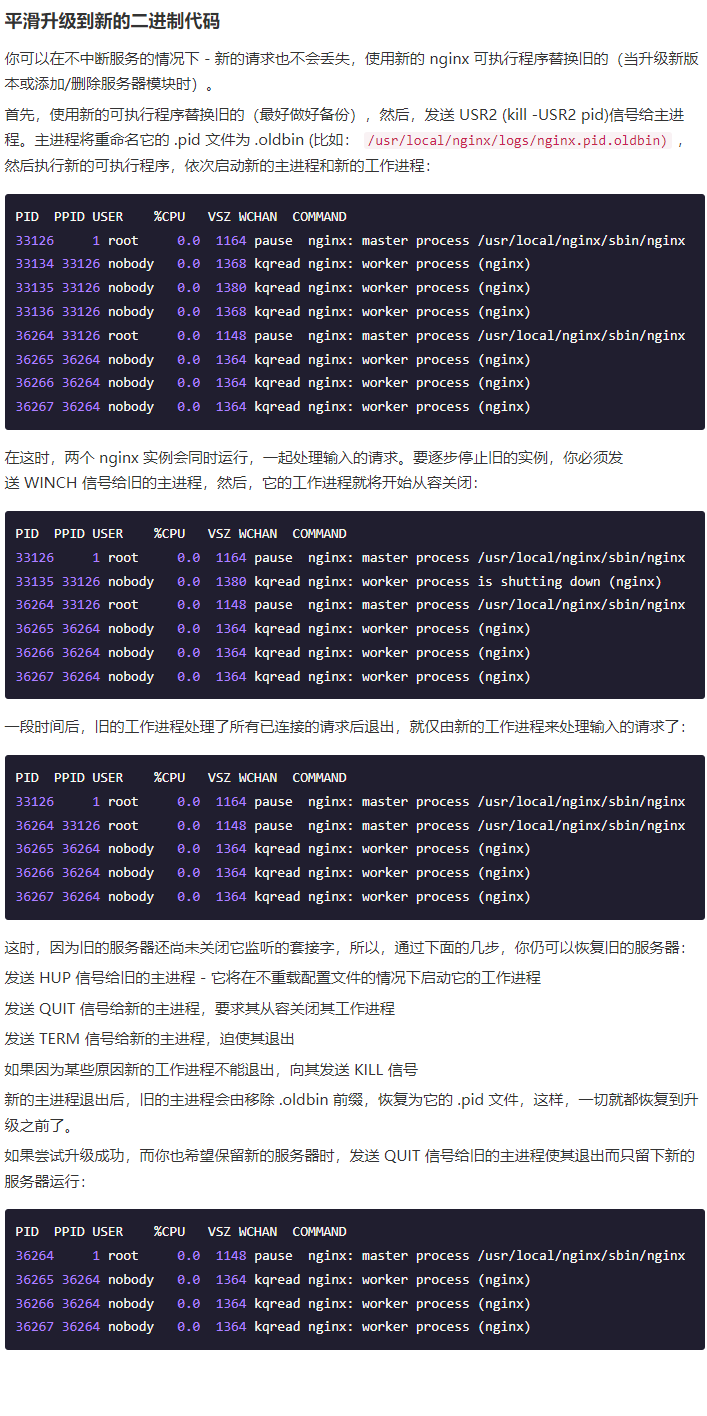 平滑升级到新的二进制代码
你可以在不中断服务的情况下 - 新的请求也不会丢失，使用新的 nginx 可执行程序替换旧的（当升级新版
本或添加/删除服务器模块时）。
首先，使用新的可执行程序替换旧的（最好做好备份），然后，发送 USR2 (kill -USR2 pid)信号给主进
程。主进程将重命名它的 .pid 文件为 .oldbin (比如： /usr/local/nginx/logs/nginx.pid.oldbin) ，
然后执行新的可执行程序，依次启动新的主进程和新的工作进程：
PID  PPID USER    %CPU   VSZ WCHAN  COMMAND
33126     1 root     0.0  1164 pause  nginx: master process /usr/local/nginx/sbin/nginx
33134 33126 nobody   0.0  1368 kqread nginx: worker process (nginx)
33135 33126 nobody   0.0  1380 kqread nginx: worker process (nginx)
33136 33126 nobody   0.0  1368 kqread nginx: worker process (nginx)
36264 33126 root     0.0  1148 pause  nginx: master process /usr/local/nginx/sbin/nginx
36265 36264 nobody   0.0  1364 kqread nginx: worker process (nginx)
36266 36264 nobody   0.0  1364 kqread nginx: worker process (nginx)
36267 36264 nobody   0.0  1364 kqread nginx: worker process (nginx)
在这时，两个 nginx 实例会同时运行，一起处理输入的请求。要逐步停止旧的实例，你必须发
送 WINCH 信号给旧的主进程，然后，它的工作进程就将开始从容关闭：
PID  PPID USER    %CPU   VSZ WCHAN  COMMAND
33126     1 root     0.0  1164 pause  nginx: master process /usr/local/nginx/sbin/nginx
33135 33126 nobody   0.0  1380 kqread nginx: worker process is shutting down (nginx)
36264 33126 root     0.0  1148 pause  nginx: master process /usr/local/nginx/sbin/nginx
36265 36264 nobody   0.0  1364 kqread nginx: worker process (nginx)
36266 36264 nobody   0.0  1364 kqread nginx: worker process (nginx)
36267 36264 nobody   0.0  1364 kqread nginx: worker process (nginx)
一段时间后，旧的工作进程处理了所有已连接的请求后退出，就仅由新的工作进程来处理输入的请求了：
PID  PPID USER    %CPU   VSZ WCHAN  COMMAND
33126     1 root     0.0  1164 pause  nginx: master process /usr/local/nginx/sbin/nginx
36264 33126 root     0.0  1148 pause  nginx: master process /usr/local/nginx/sbin/nginx
36265 36264 nobody   0.0  1364 kqread nginx: worker process (nginx)
36266 36264 nobody   0.0  1364 kqread nginx: worker process (nginx)
36267 36264 nobody   0.0  1364 kqread nginx: worker process (nginx)
这时，因为旧的服务器还尚未关闭它监听的套接字，所以，通过下面的几步，你仍可以恢复旧的服务器：
发送 HUP 信号给旧的主进程 - 它将在不重载配置文件的情况下启动它的工作进程
发送 QUIT 信号给新的主进程，要求其从容关闭其工作进程
发送 TERM 信号给新的主进程，迫使其退出
如果因为某些原因新的工作进程不能退出，向其发送 KILL 信号
新的主进程退出后，旧的主进程会由移除 .oldbin 前缀，恢复为它的 .pid 文件，这样，一切就都恢复到升
级之前了。
如果尝试升级成功，而你也希望保留新的服务器时，发送 QUIT 信号给旧的主进程使其退出而只留下新的
服务器运行：
PID  PPID USER    %CPU   VSZ WCHAN  COMMAND
36264     1 root     0.0  1148 pause  nginx: master process /usr/local/nginx/sbin/nginx
36265 36264 nobody   0.0  1364 kqread nginx: worker process (nginx)
36266 36264 nobody   0.0  1364 kqread nginx: worker process (nginx)
36267 36264 nobody   0.0  1364 kqread nginx: worker process (nginx)